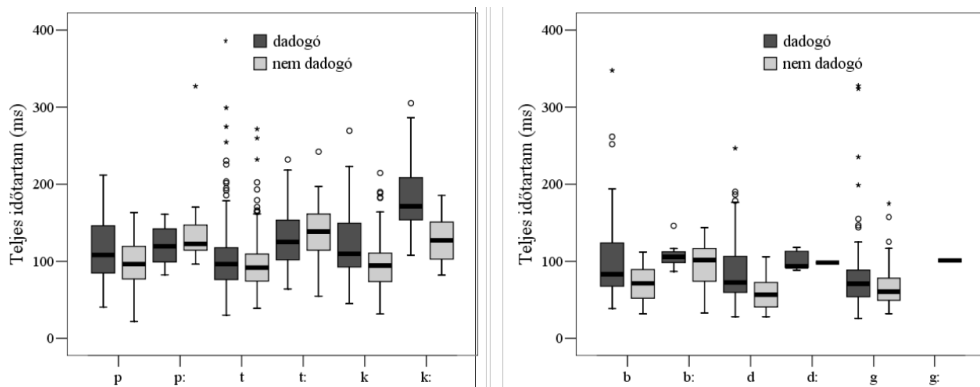 Teljes időtartam (ms)
400
300
200
100
0
dadogó
nem dadogó
p p: t t: k k:
Teljes időtartam (ms)
400
300
200
100
0
dadogó
nem dadogó
b b: d d: g g: